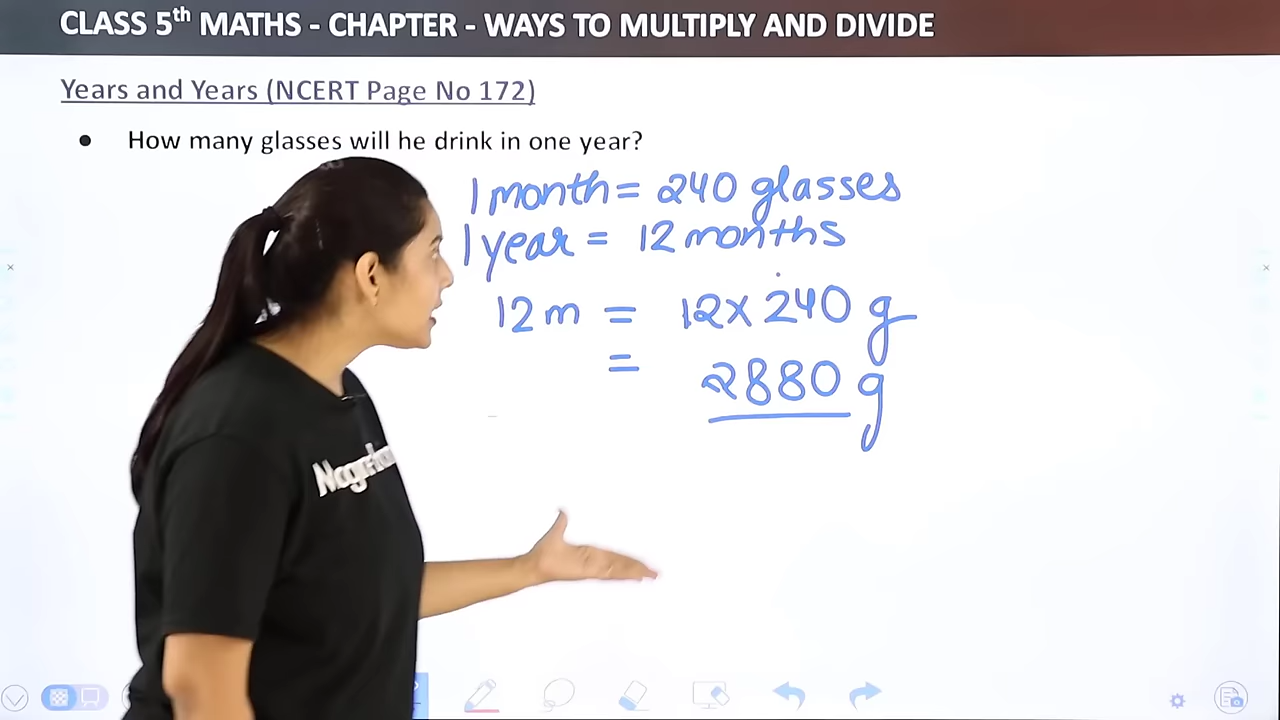 CLASS 5th MATHS - CHAPTER - WAYS TO MULTIPLY AND DIVIDE
Years and Years (NCERT Page No 172)
● How many glasses will he drink in one year?
1 month = 240 glasses
1 year = 12 months
12 m = 12 x 240 g
= 2880 g